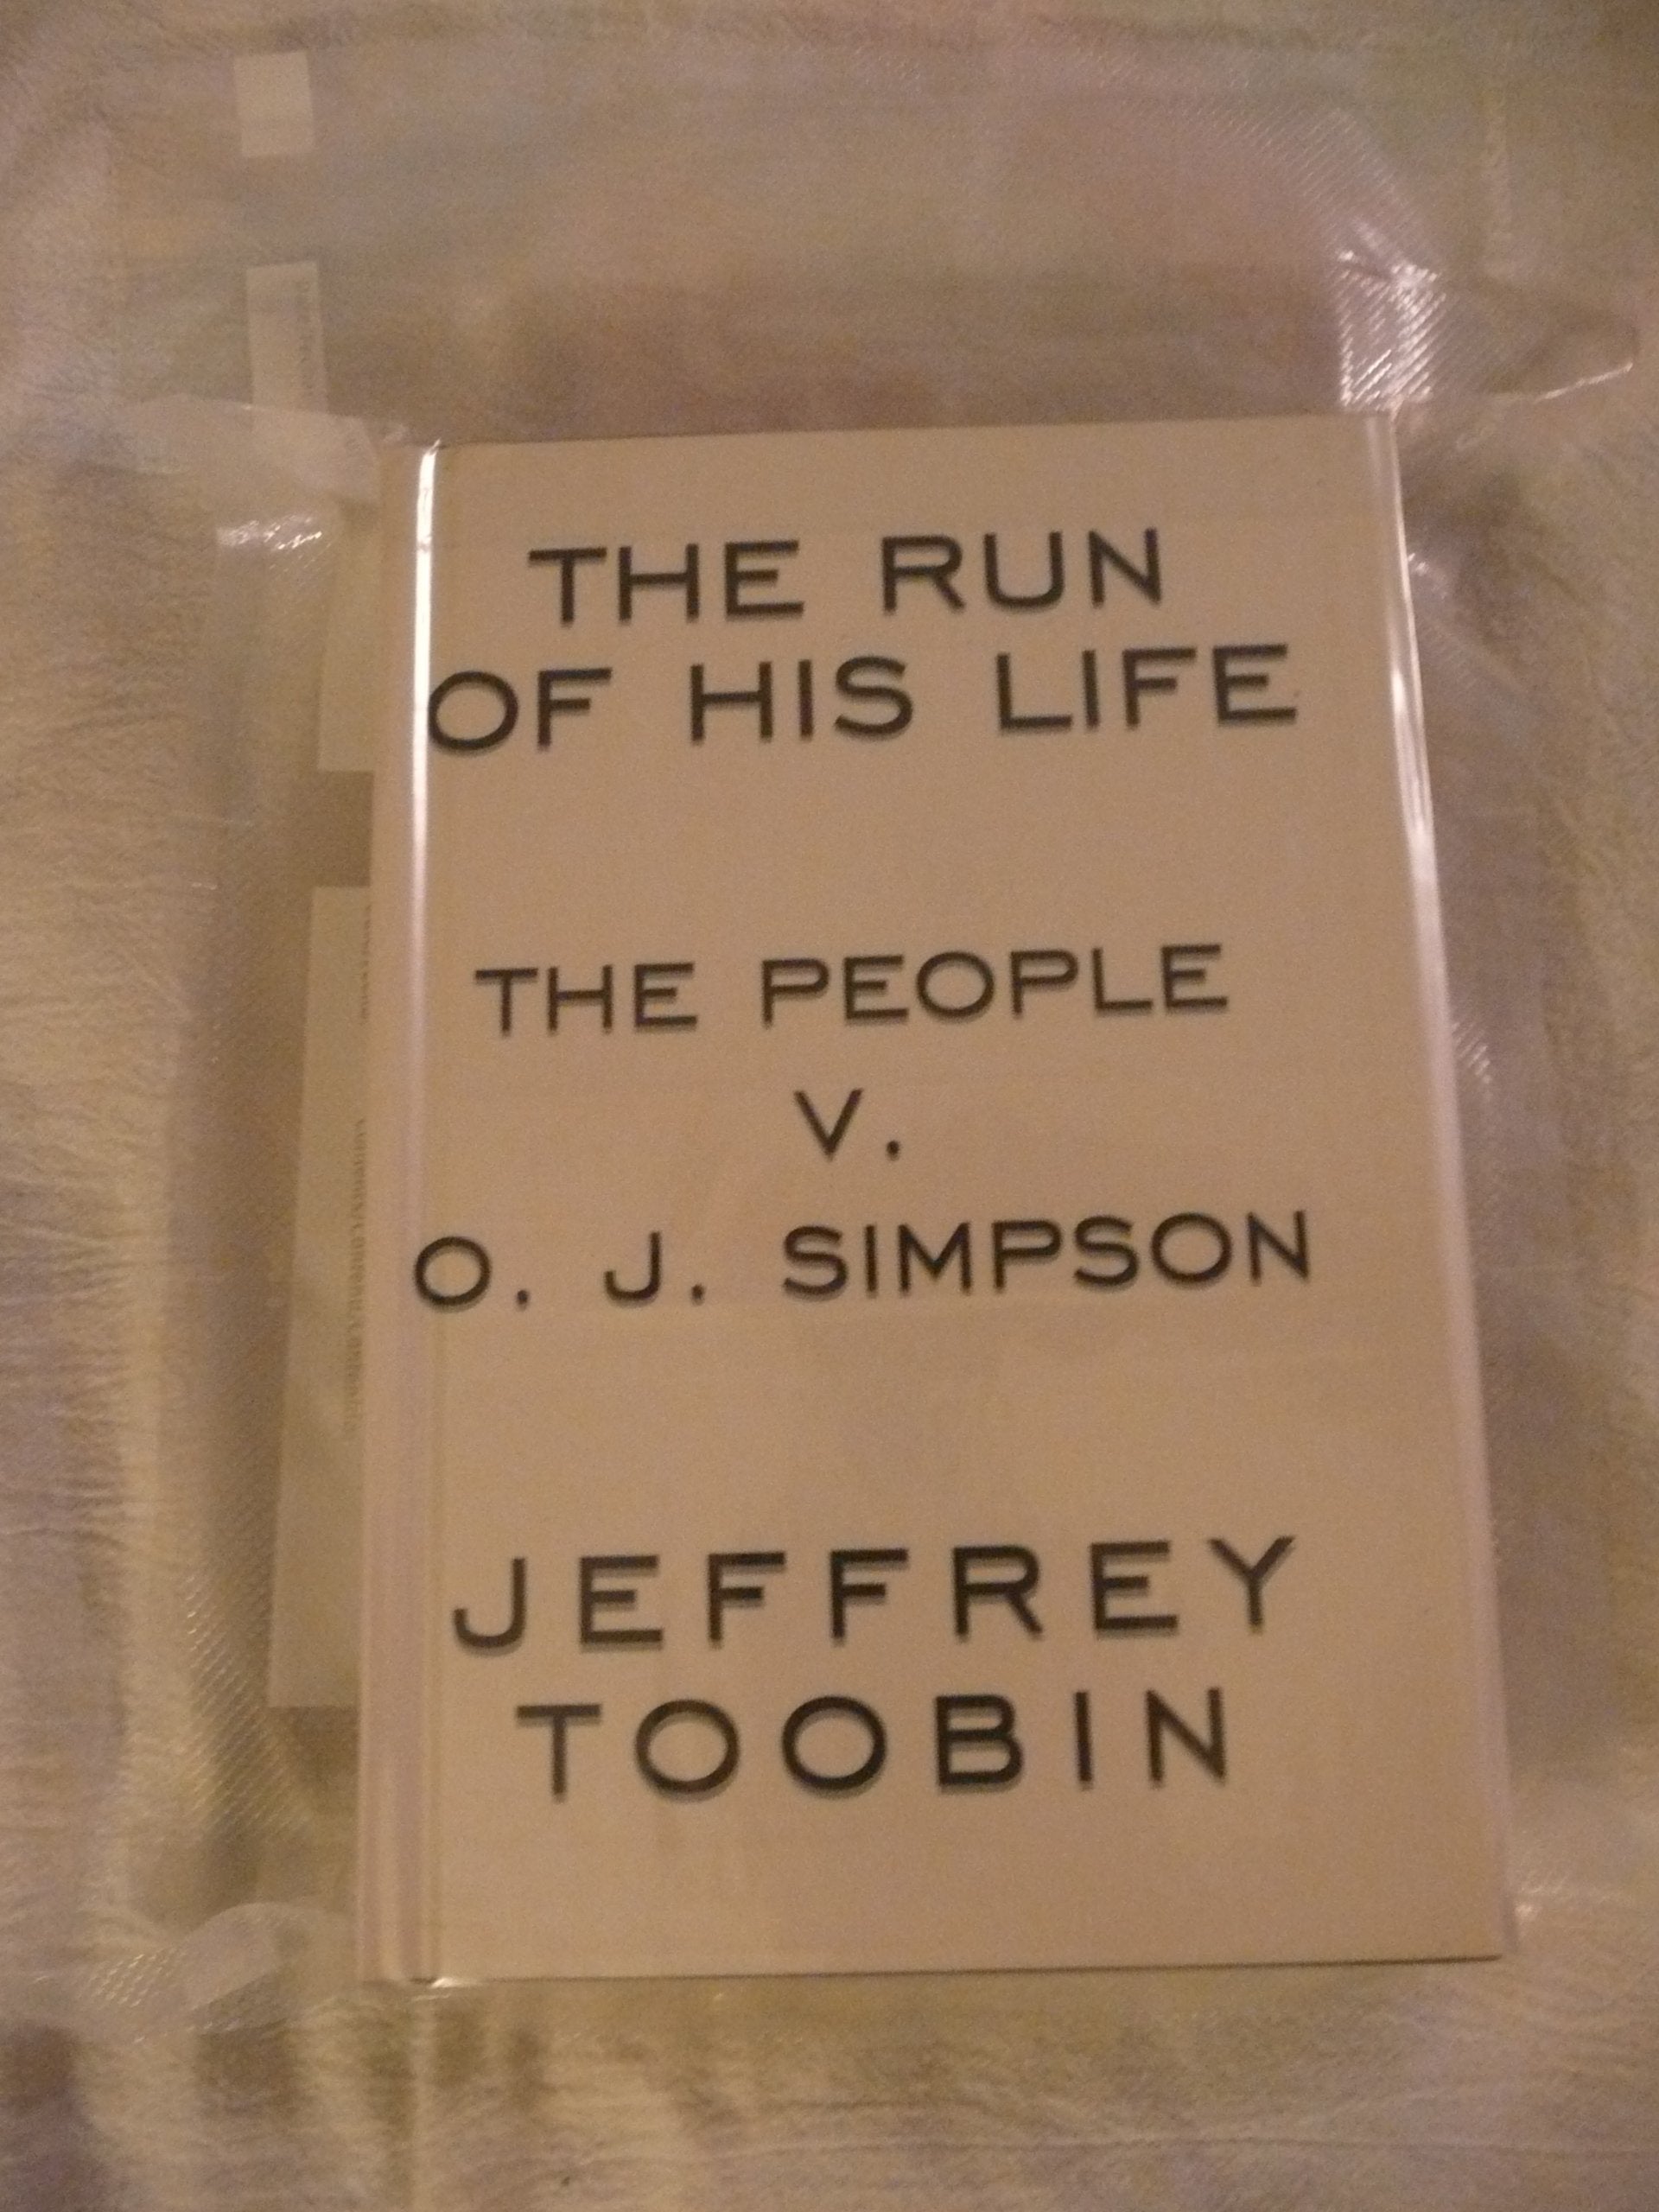 THE RUN
OF HIS LIFE
THE PEOPLE
V.
O. J. SIMPSON
JEFFREY
TOOBIN